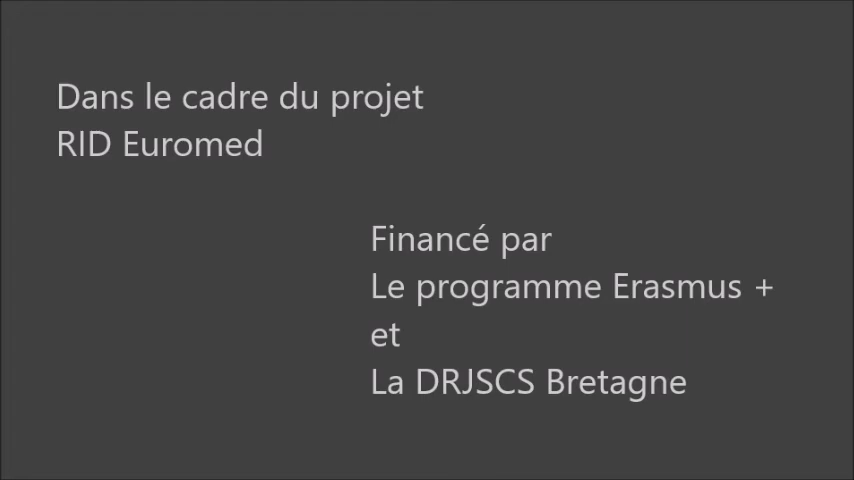 Dans le cadre du projet
RID Euromed
Financé par
Le programme Erasmus +
et
La DRJSCS Bretagne